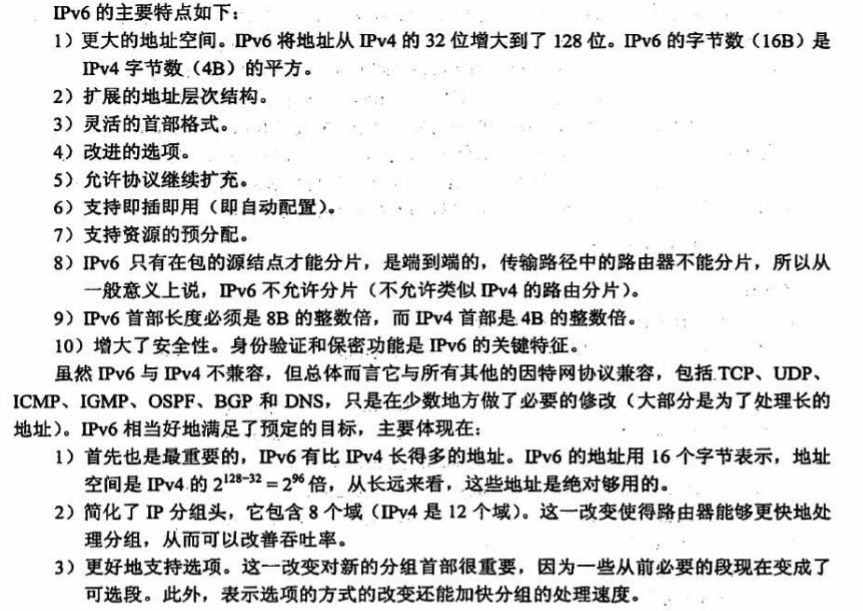 IPv6 的主要特点如下：
1）更大的地址空间。IPv6 将地址从 IPv4 的 32 位增大到了 128 位。IPv6 的字节数（16B）是
IPv4 字节数（4B）的平方。
2）扩展的地址层次结构。
3）灵活的首部格式。
4）改进的选项。
5）允许协议继续扩充。
6）支持即插即用（即自动配置）。
7）支持资源的预分配。
8）IPv6 只有在包的源结点才能分片，是端到端的，传输路径中的路由器不能分片，所以从
一般意义上说，IPv6 不允许分片（不允许类似 IPv4 的路由分片）。
9）IPv6 首部长度必须是 8B 的整数倍，而 IPv4 首部是 4B 的整数倍。
10）增大了安全性。身份验证和保密功能是 IPv6 的关键特征。
虽然 IPv6 与 IPv4 不兼容，但总体而言它与所有其他的因特网协议兼容，包括 TCP、UDP、
ICMP、IGMP、OSPF、BGP 和 DNS，只是在少数地方做了必要的修改（大部分是为了处理长的
地址）。IPv6 相当好地满足了预定的目标，主要体现在：
1）首先也是最重要的，IPv6 有比 IPv4 长得多的地址。IPv6 的地址用 16 个字节表示，地址
空间是 IPv4 的 2¹²⁸⁻³² = 2⁹⁶ 倍，从长远来看，这些地址是绝对够用的。
2）简化了 IP 分组头，它包含 8 个域（IPv4 是 12 个域）。这一改变使得路由器能够更快地处
理分组，从而可以改善吞吐率。
3）更好地支持选项。这一改变对新的分组首部很重要，因为一些从前必要的段现在变成了
可选段。此外，表示选项的方式的改变还能加快分组的处理速度。